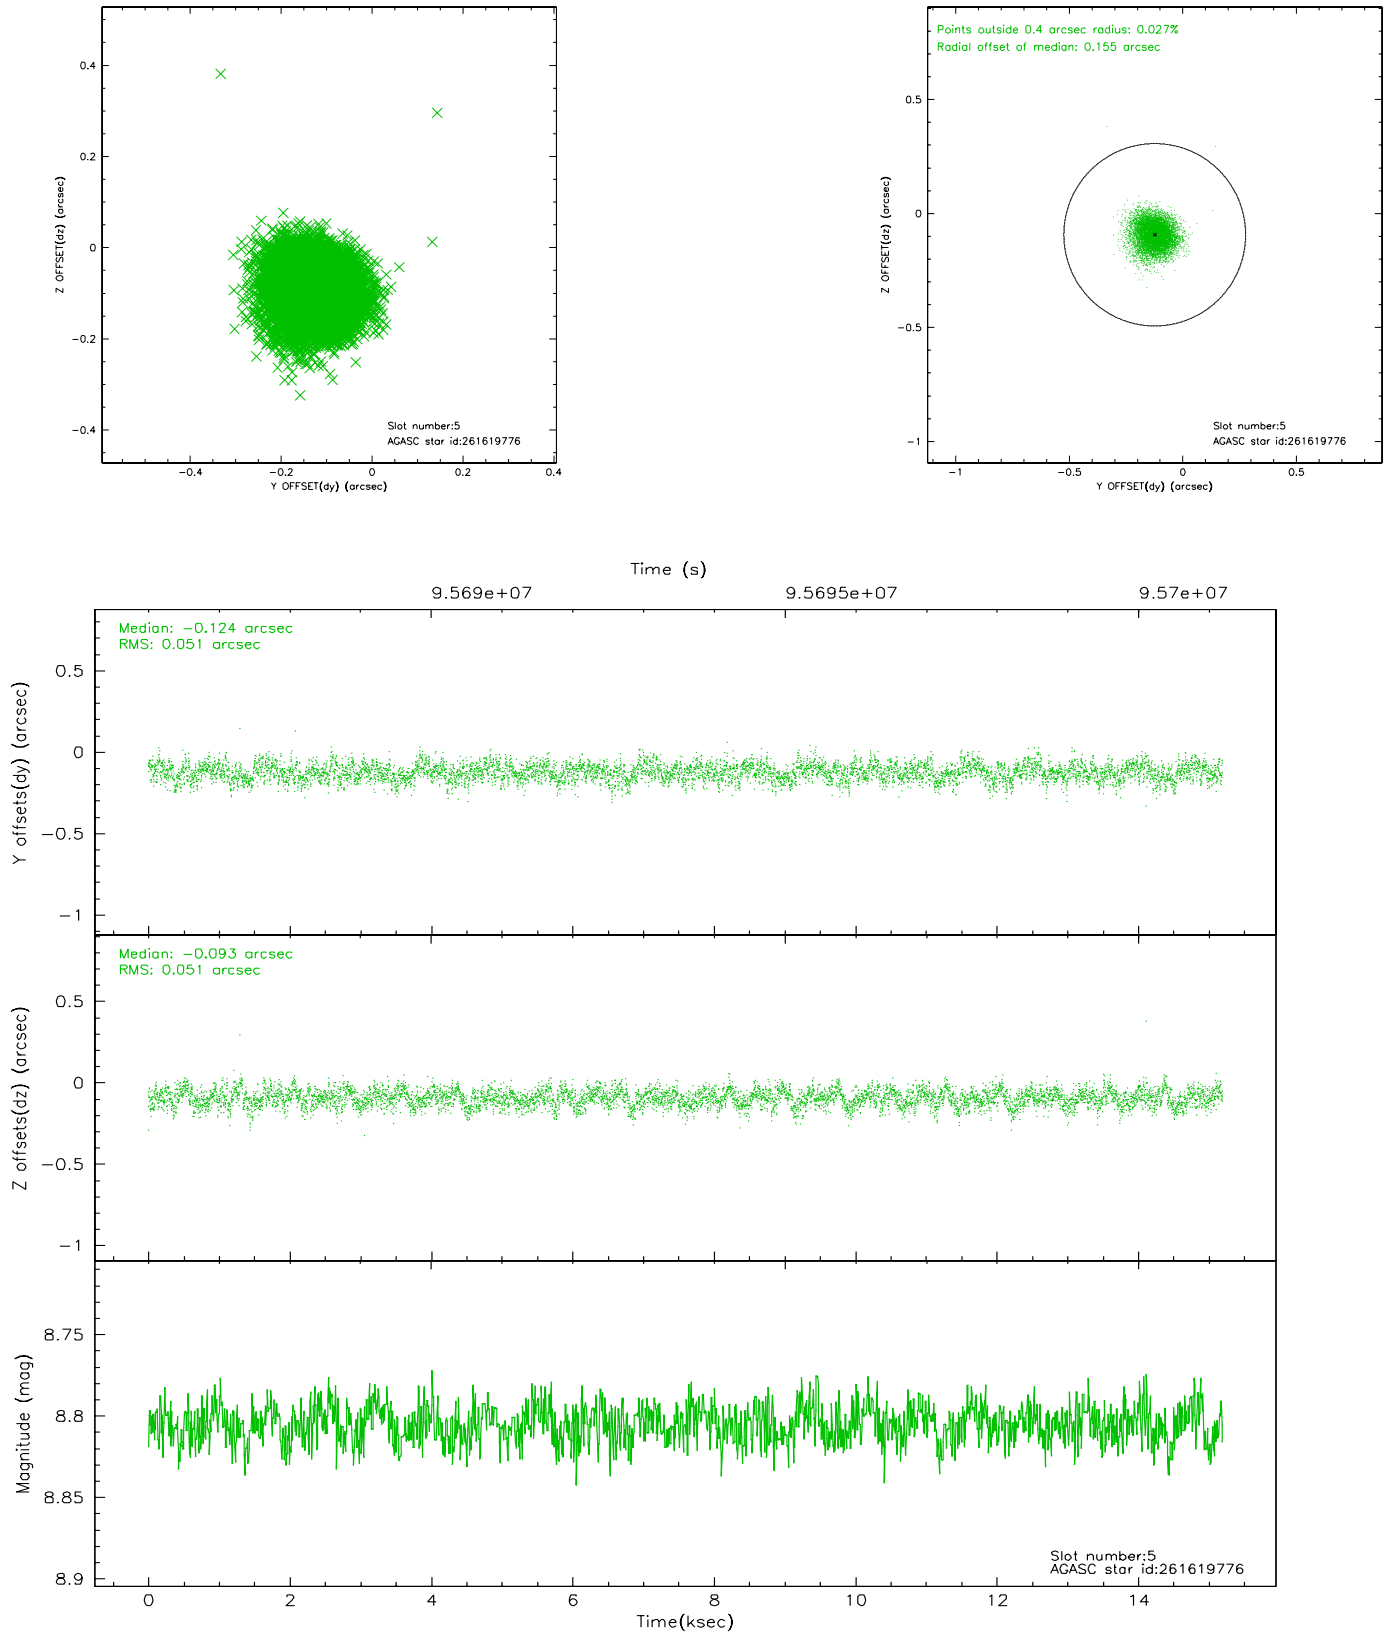 0.4
0.2
0
−0.2
−0.4
Z OFFSET(dz) (arcsec)
Slot number:5
AGASC star id:261619776
−0.4 −0.2 0 0.2 0.4
Y OFFSET(dy) (arcsec)
Points outside 0.4 arcsec radius: 0.027%
Radial offset of median: 0.155 arcsec
0.5
0
−0.5
−1
Z OFFSET(dz) (arcsec)
Slot number:5
AGASC star id:261619776
−1 −0.5 0 0.5
Y OFFSET(dy) (arcsec)
Time (s)
9.569e+07 9.5695e+07 9.57e+07
Median: −0.124 arcsec
RMS: 0.051 arcsec
0.5
0
−0.5
−1
Y offsets(dy) (arcsec)
Median: −0.093 arcsec
RMS: 0.051 arcsec
0.5
0
−0.5
−1
Z offsets(dz) (arcsec)
8.75
8.8
8.85
8.9
Magnitude (mag)
Slot number:5
AGASC star id:261619776
0 2 4 6 8 10 12 14
Time(ksec)